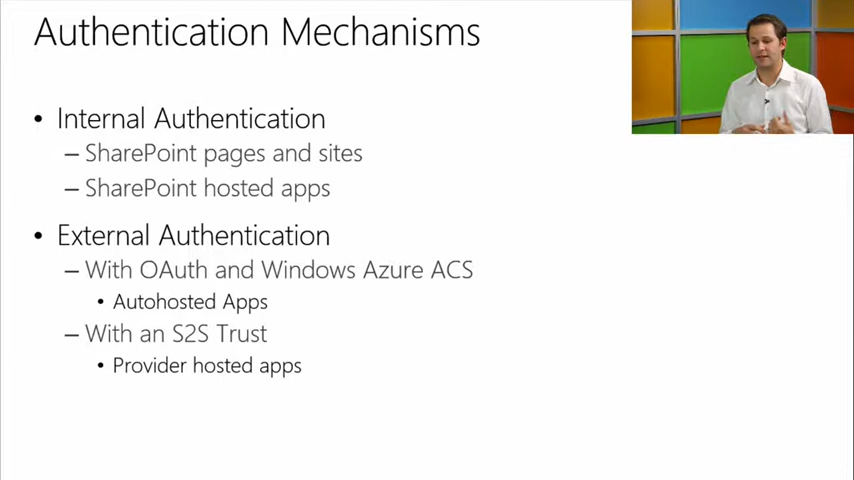 Authentication Mechanisms
• Internal Authentication
– SharePoint pages and sites
– SharePoint hosted apps
• External Authentication
– With OAuth and Windows Azure ACS
• Autohosted Apps
– With an S2S Trust
• Provider hosted apps